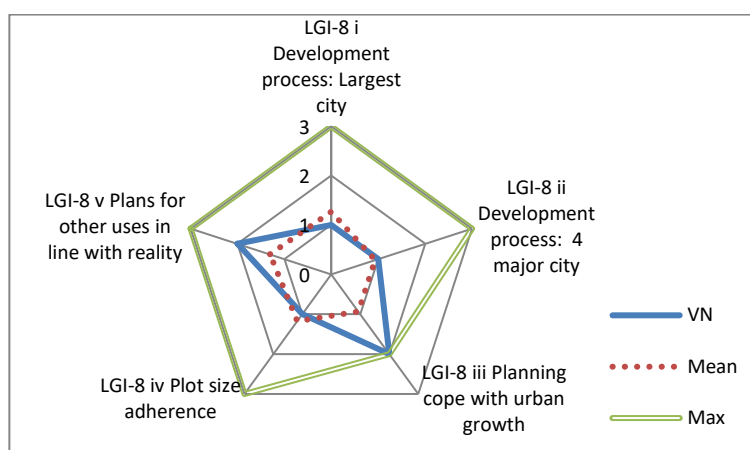 LGI-8 i
Development
process: Largest
city
3
2
1
0
LGI-8 ii
Development
process:  4
major city
LGI-8 iii Planning
cope with urban
growth
LGI-8 iv Plot size
adherence
LGI-8 v Plans for
other uses in
line with reality
VN
Mean
Max